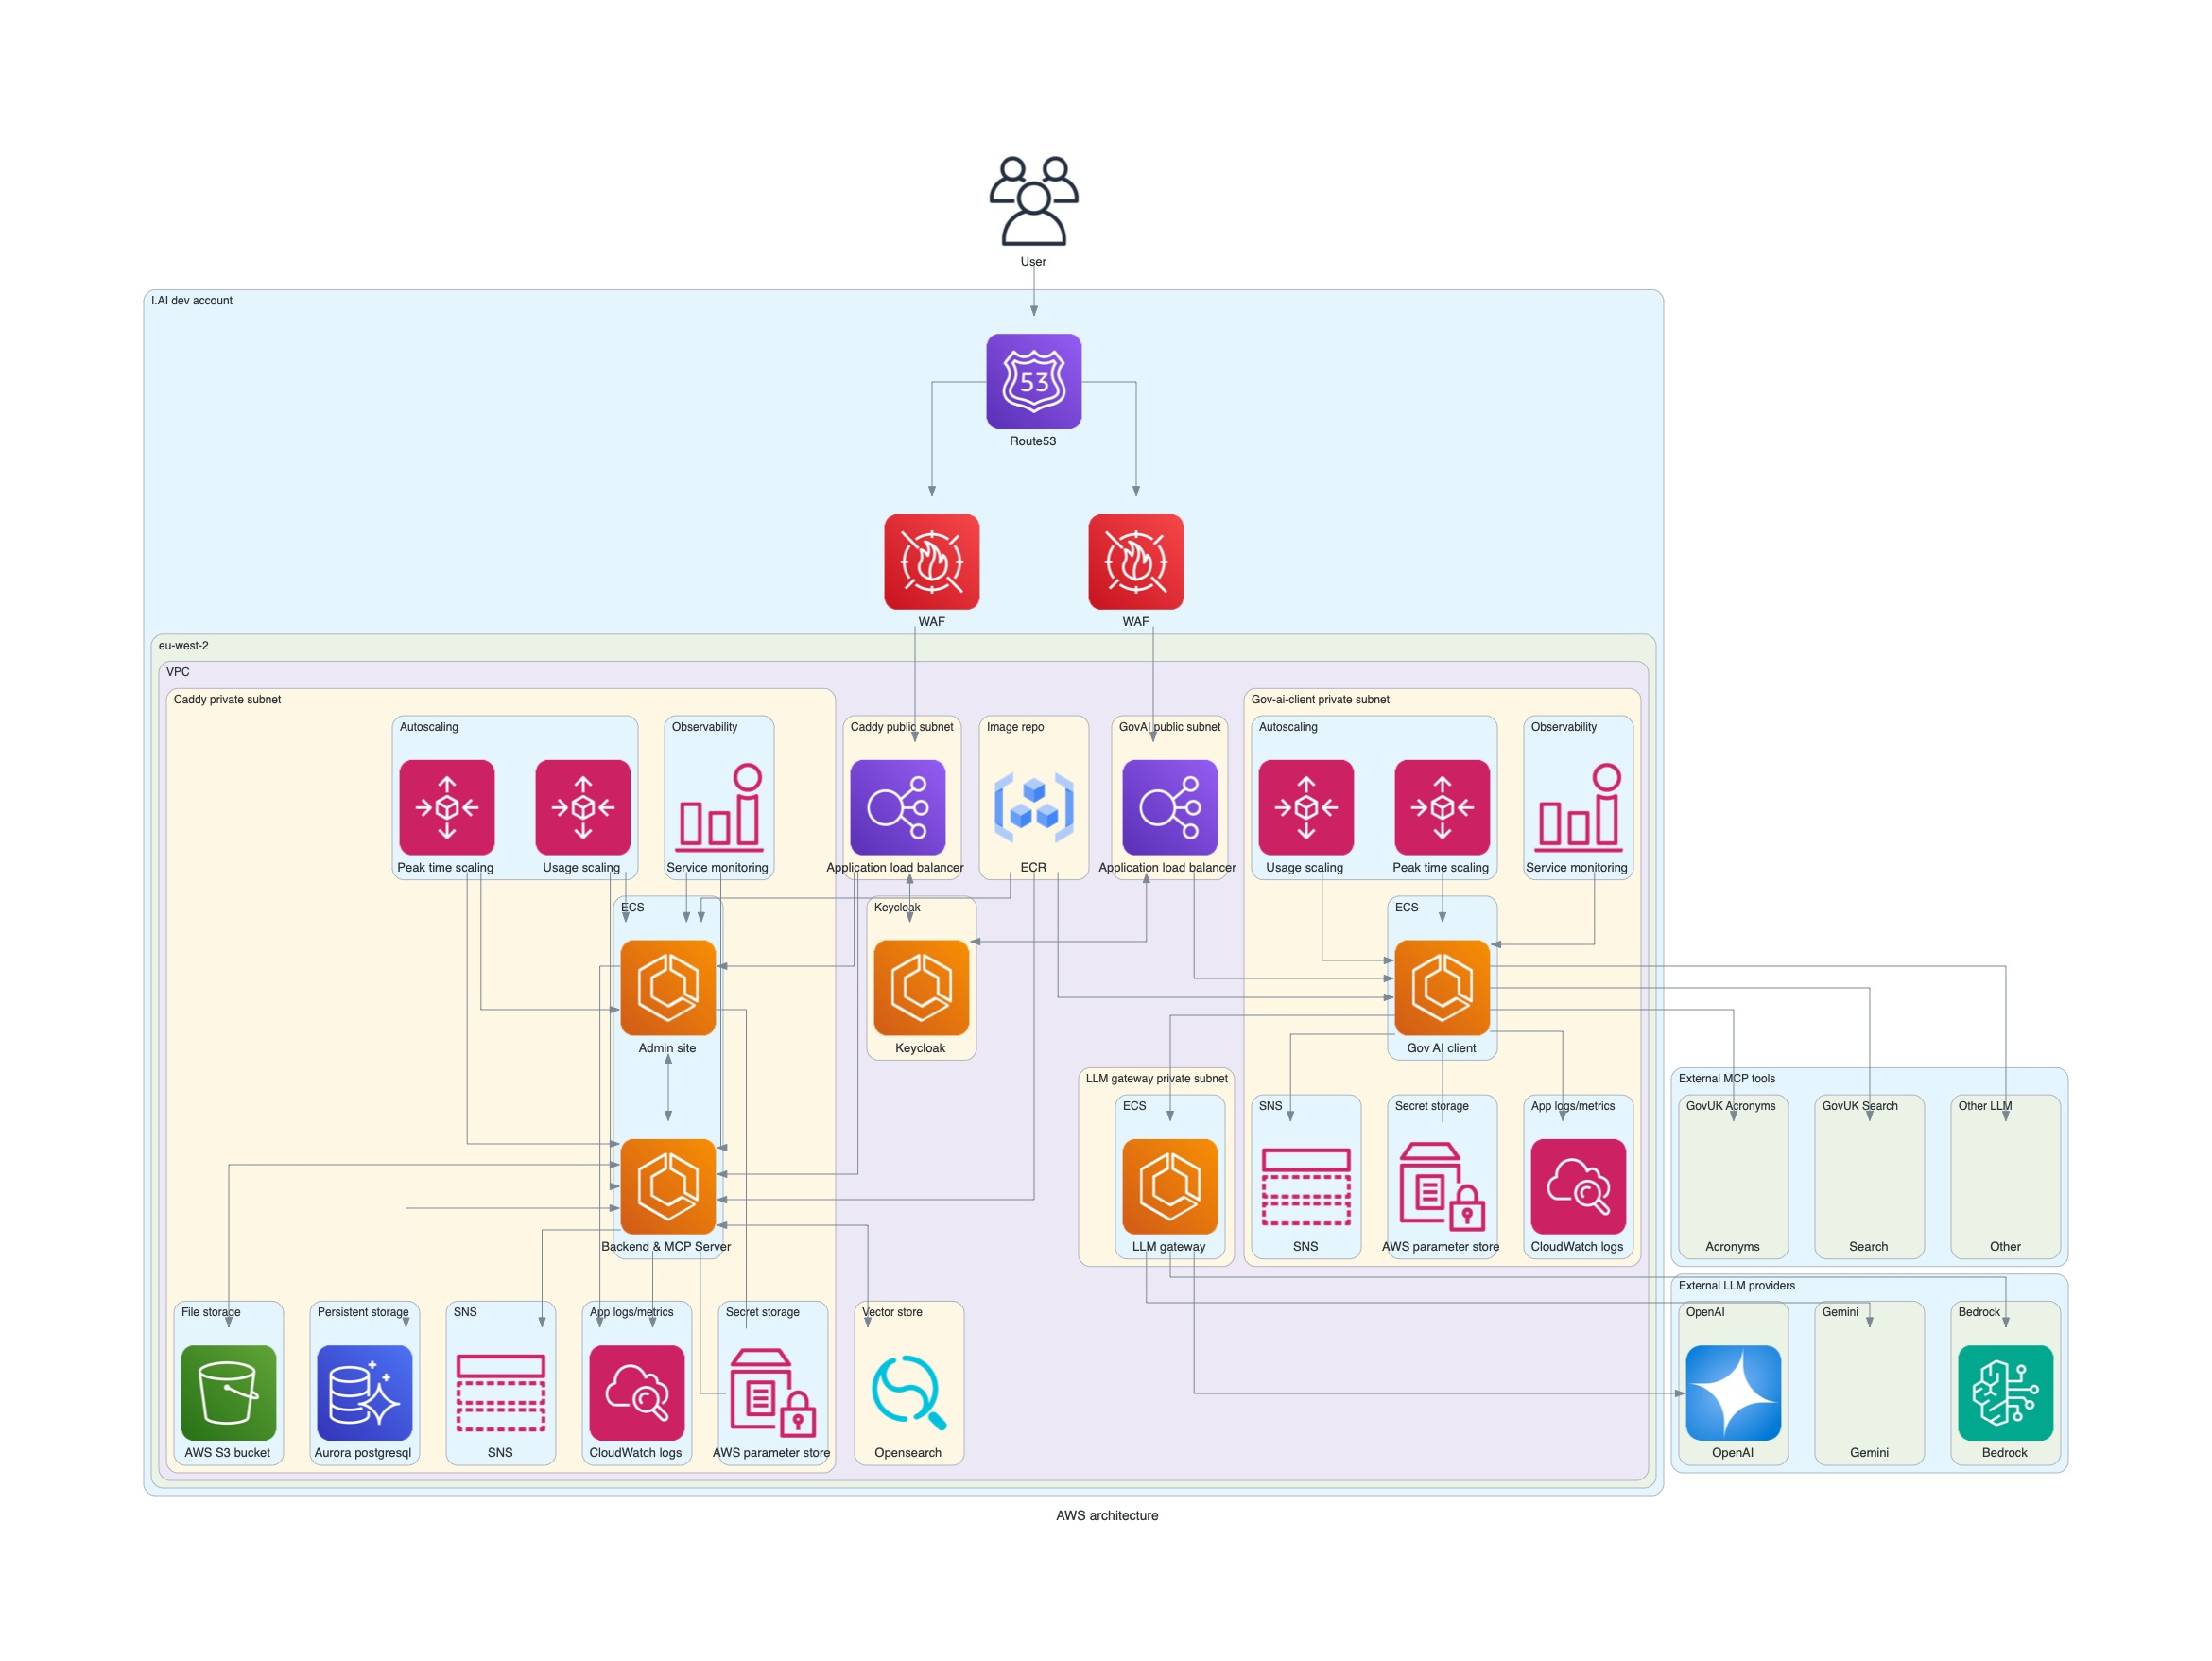 User
I.AI dev account
53
Route53
WAF
WAF
eu-west-2
VPC
Caddy private subnet
Gov-ai-client private subnet
Autoscaling
Observability
Caddy public subnet
Image repo
GovAI public subnet
Autoscaling
Observability
Peak time scaling
Usage scaling
Service monitoring
Application load balancer
ECR
Application load balancer
Usage scaling
Peak time scaling
Service monitoring
ECS
Keycloak
ECS
Admin site
Keycloak
Gov AI client
LLM gateway private subnet
External MCP tools
ECS
SNS
Secret storage
App logs/metrics
GovUK Acronyms
GovUK Search
Other LLM
Backend & MCP Server
LLM gateway
SNS
AWS parameter store
CloudWatch logs
Acronyms
Search
Other
External LLM providers
File storage
Persistent storage
SNS
App logs/metrics
Secret storage
Vector store
OpenAI
Gemini
Bedrock
AWS S3 bucket
Aurora postgresql
SNS
CloudWatch logs
AWS parameter store
Opensearch
OpenAI
Gemini
Bedrock
AWS architecture